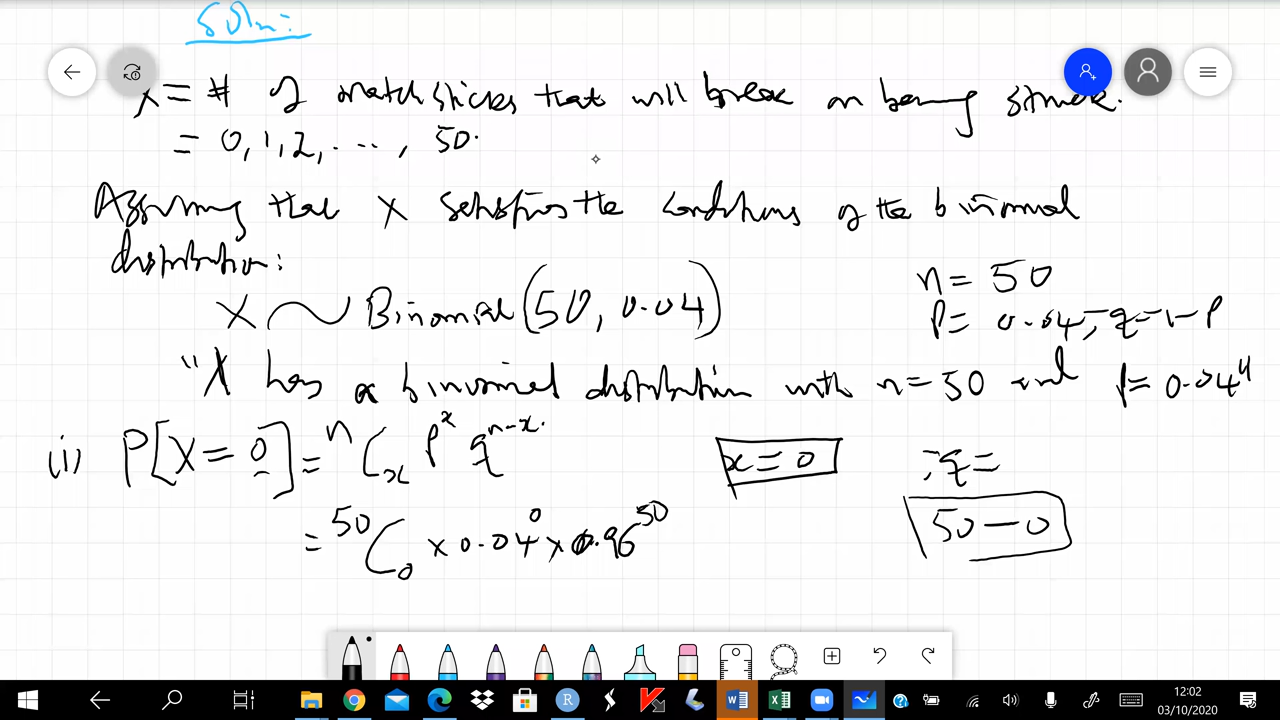 Soln:
X = # of matchsticks that will break on being struck.
= 0, 1, 2, ..., 50.
Assuming that X satisfies the conditions of the binomial
distribution:
n = 50
X ~ Binomial (50, 0.04)
P = 0.04, q = 1 - P
"X has a binomial distribution with n = 50 and P = 0.04"
(i) P[X = 0] = ⁿCₓ pˣ qⁿ⁻ˣ.
x = 0
; q =
= ⁵⁰C₀ × 0.04⁰ × 0.96⁵⁰
50 - 0
12:02
03/10/2020